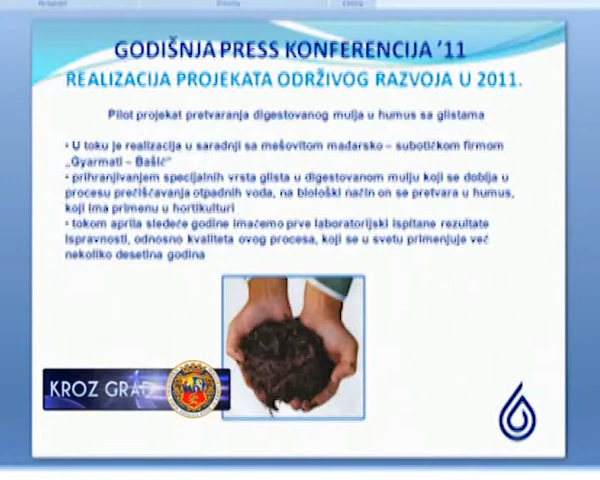 GODIŠNJA PRESS KONFERENCIJA '11
REALIZACIJA PROJEKATA ODRŽIVOG RAZVOJA U 2011.
Pilot projekat pretvaranja digestovanog mulja u humus sa glistama
• U toku je realizacija u saradnji sa mešovitom mađarsko – subotičkom firmom
„Gyarmati – Bašić“
• prihranjivanjem specijalnih vrsta glista u digestovanom mulju koji se dobija u
procesu prečišćavanja otpadnih voda, na biološki način on se pretvara u humus,
koji ima primenu u hortikulturi
• tokom aprila sledeće godine imaćemo prve laboratorijski ispitane rezultate
ispravnosti, odnosno kvaliteta ovog procesa, koji se u svetu primenjuje već
nekoliko desetina godina
KROZ GRAD